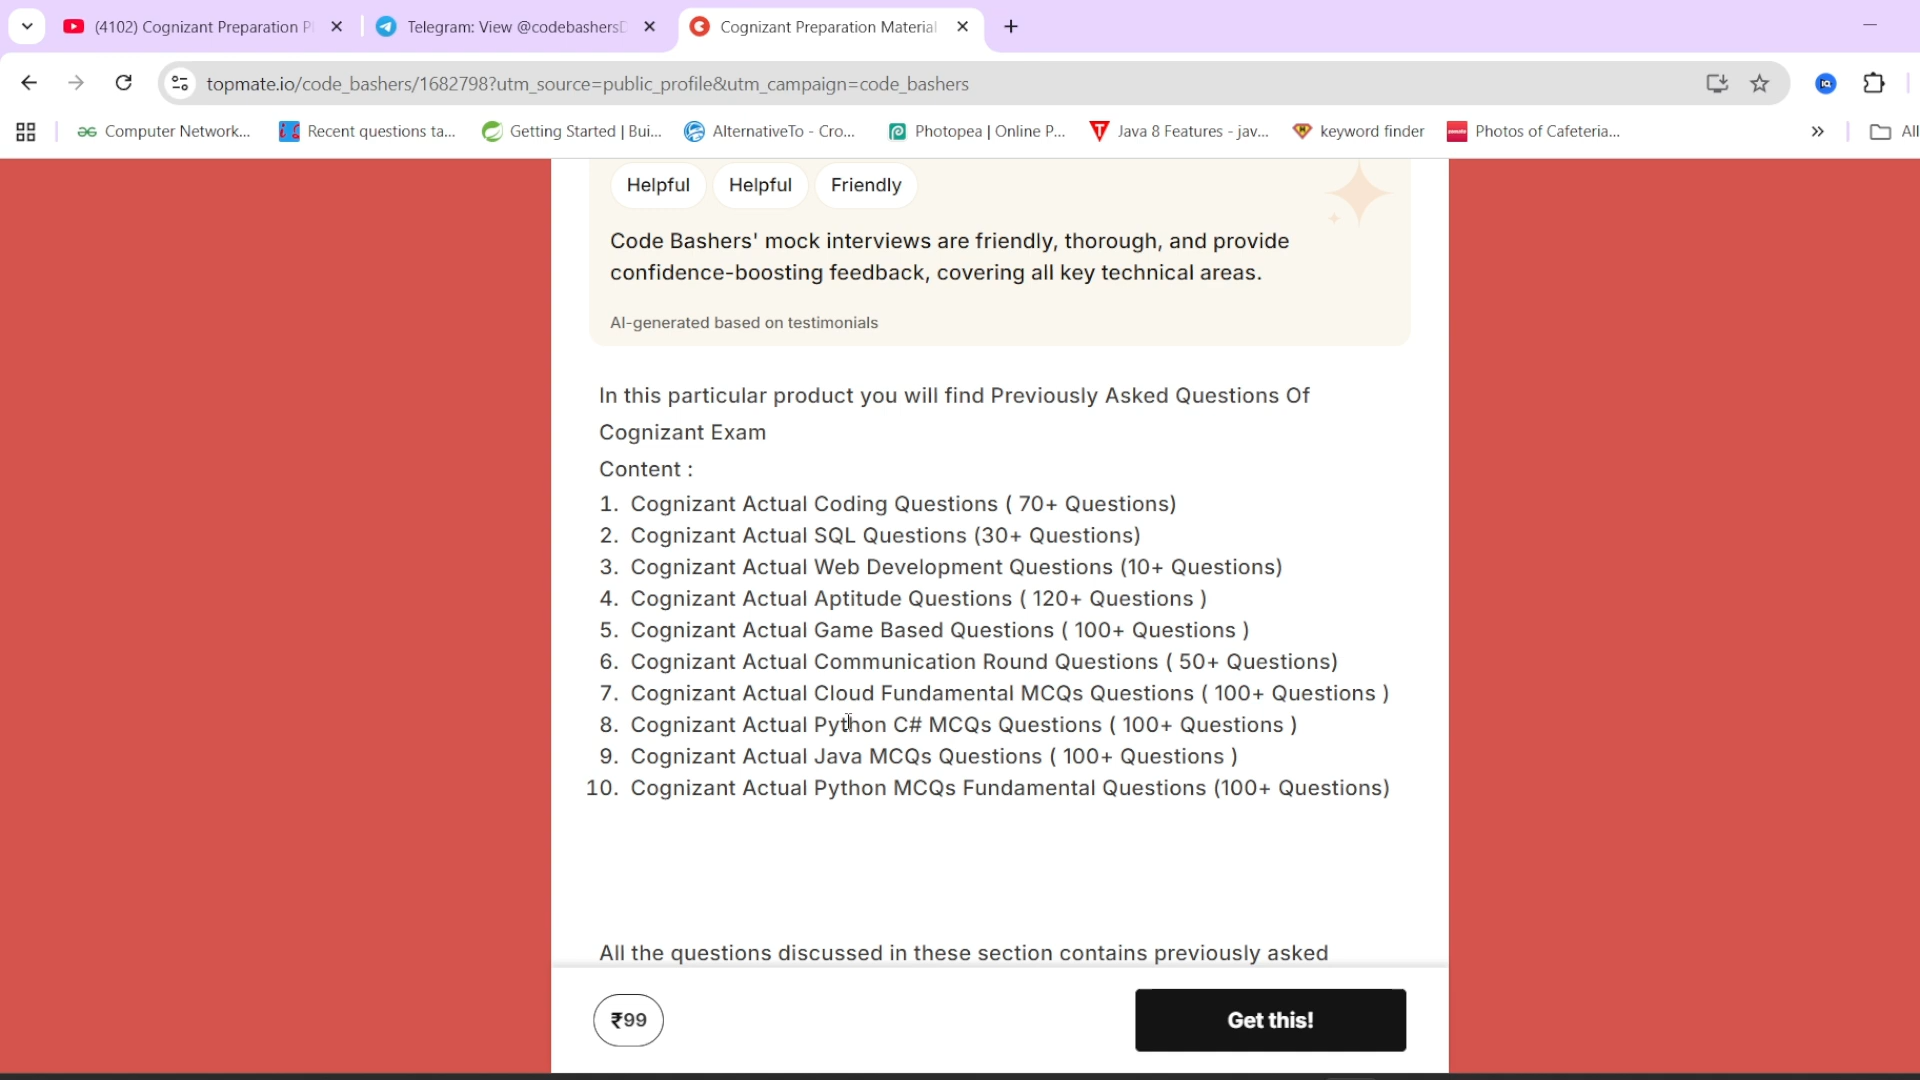 (4102) Cognizant Preparation P
Telegram: View @codebashers
Cognizant Preparation Material
topmate.io/code_bashers/1682798?utm_source=public_profile&utm_campaign=code_bashers
Computer Network...
Recent questions ta...
Getting Started | Bui...
AlternativeTo - Cro...
Photopea | Online P...
Java 8 Features - jav...
keyword finder
Photos of Cafeteria...
»
All
Helpful
Helpful
Friendly
Code Bashers' mock interviews are friendly, thorough, and provide
confidence-boosting feedback, covering all key technical areas.
AI-generated based on testimonials
In this particular product you will find Previously Asked Questions Of
Cognizant Exam
Content :
1. Cognizant Actual Coding Questions ( 70+ Questions)
2. Cognizant Actual SQL Questions (30+ Questions)
3. Cognizant Actual Web Development Questions (10+ Questions)
4. Cognizant Actual Aptitude Questions ( 120+ Questions )
5. Cognizant Actual Game Based Questions ( 100+ Questions )
6. Cognizant Actual Communication Round Questions ( 50+ Questions)
7. Cognizant Actual Cloud Fundamental MCQs Questions ( 100+ Questions )
8. Cognizant Actual Python C# MCQs Questions ( 100+ Questions )
9. Cognizant Actual Java MCQs Questions ( 100+ Questions )
10. Cognizant Actual Python MCQs Fundamental Questions (100+ Questions)
All the questions discussed in these section contains previously asked
₹99
Get this!